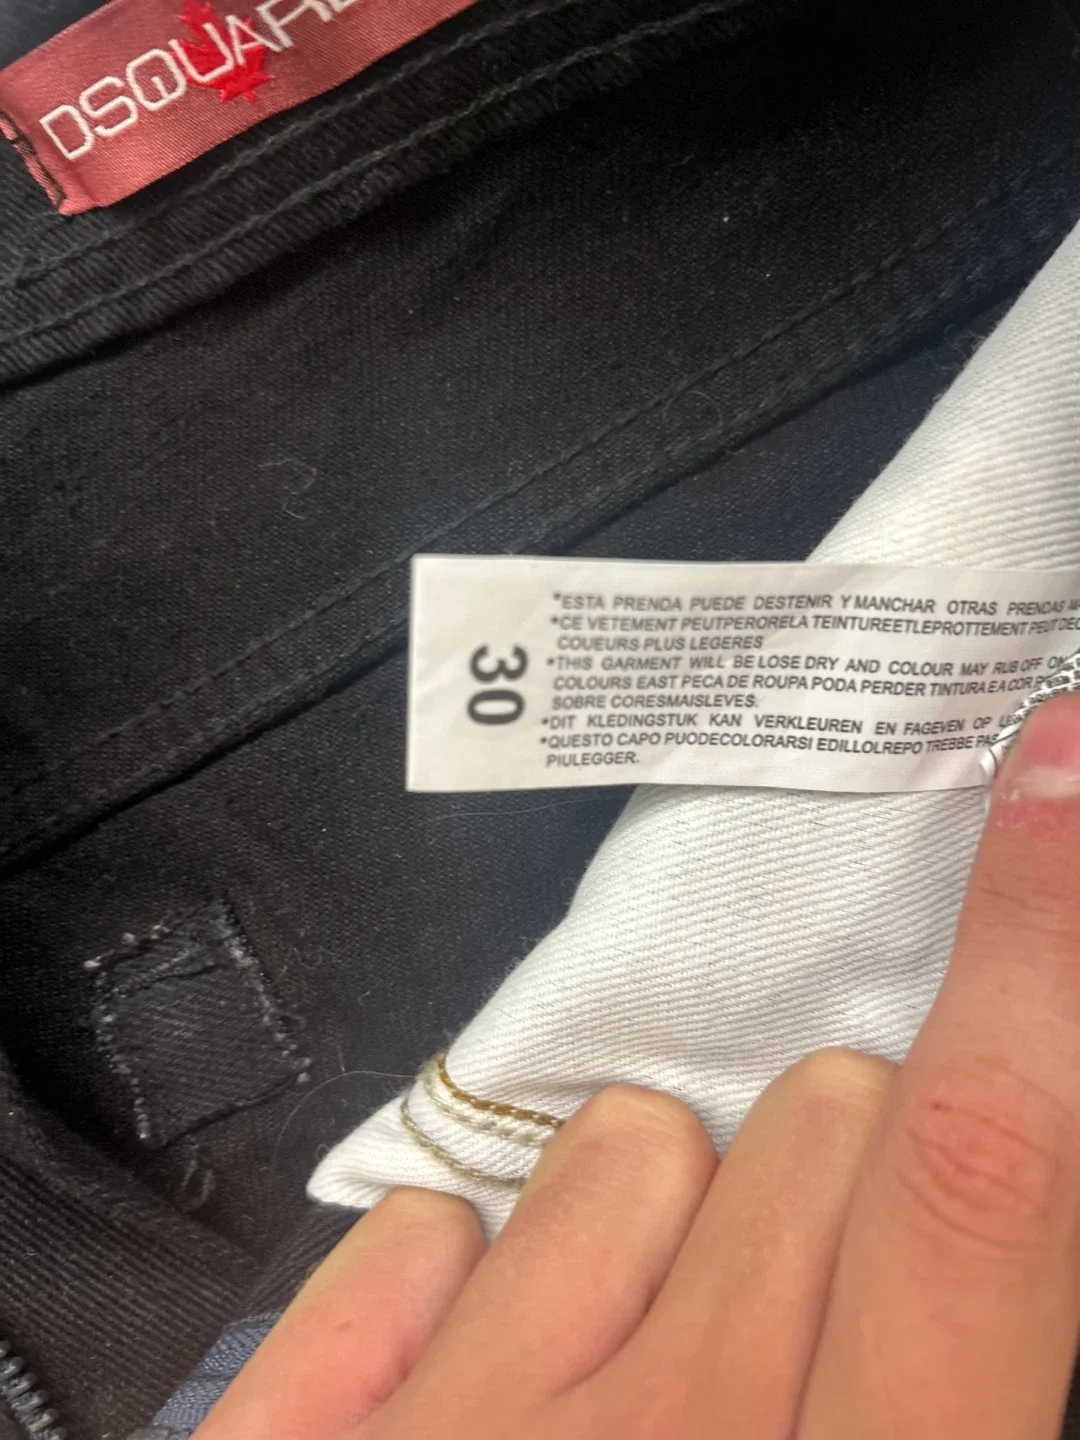 DSQUARE
30
*ESTA PRENDA PUEDE DESTENIR Y MANCHAR OTRAS PRENDAS
*CE VETEMENT PEUTPERORELA TEINTUREETLEPROTTEMENT PEUT
COUEURS PLUS LEGERES
*THIS GARMENT WILL BE LOSE DRY AND COLOUR MAY RUB OFF
COLOURS EAST PECA DE ROUPA PODA PERDER TINTURA EA COR
SOBRE CORESMAISLEVES.
*DIT KLEDINGSTUK KAN VERKLEUREN EN FAGEVEN OP
*QUESTO CAPO PUODECOLORARSI EDILLOLREPO TREBBE
PIULEGGER.